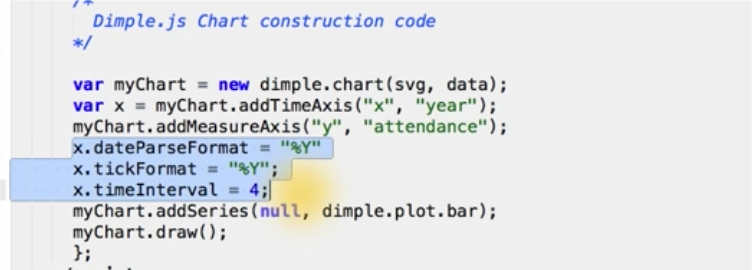 /*
Dimple.js Chart construction code
*/
var myChart = new dimple.chart(svg, data);
var x = myChart.addTimeAxis("x", "year");
myChart.addMeasureAxis("y", "attendance");
x.dateParseFormat = "%Y"
x.tickFormat = "%Y";
x.timeInterval = 4;
myChart.addSeries(null, dimple.plot.bar);
myChart.draw();
};